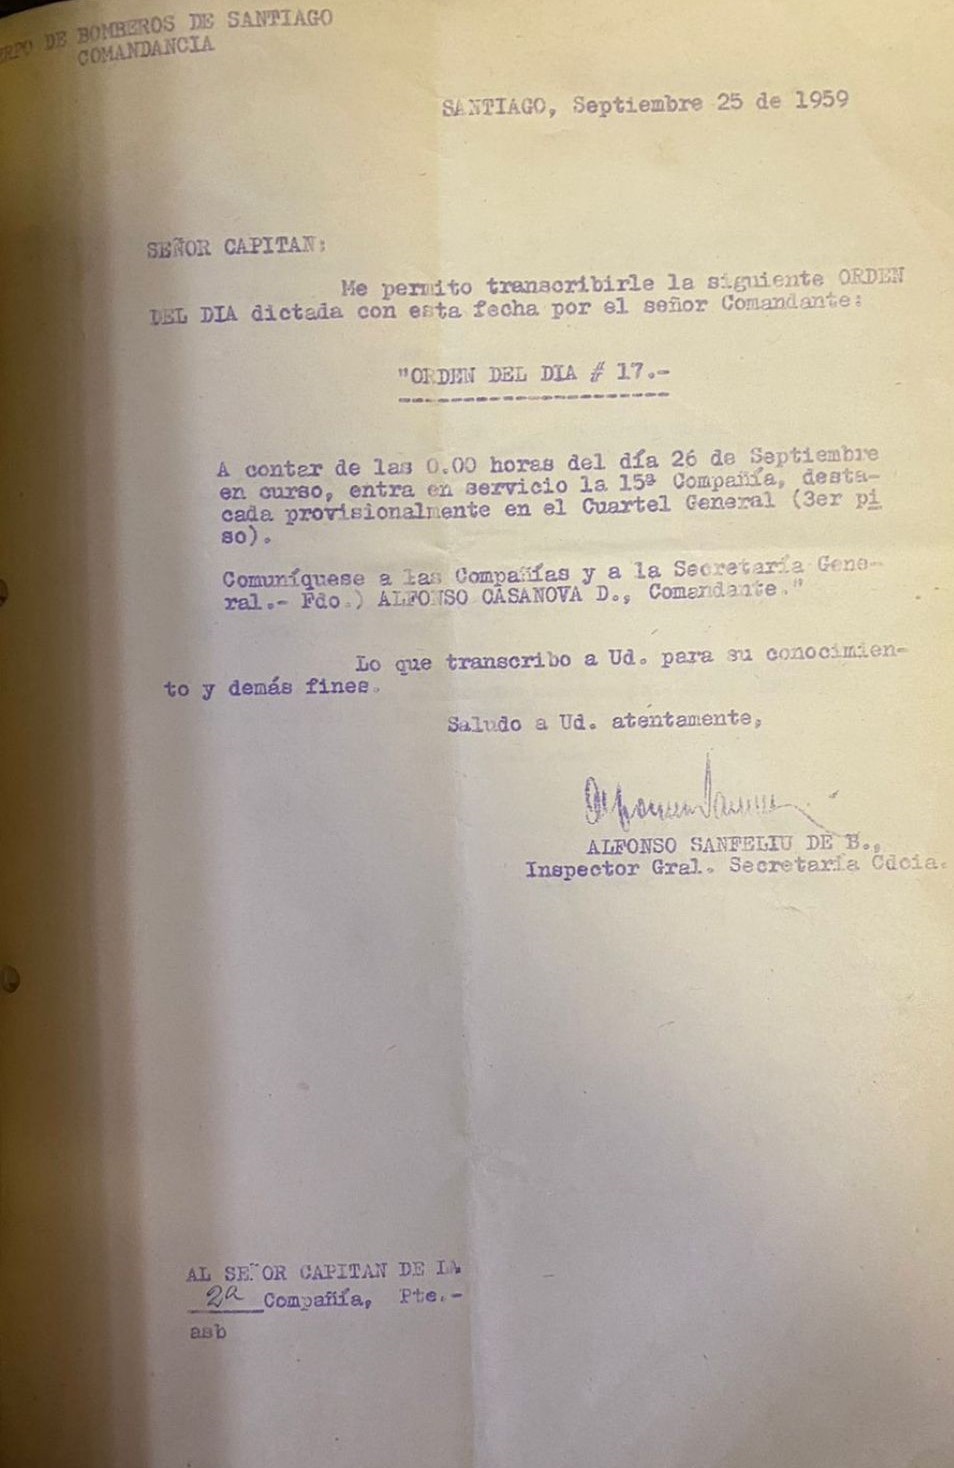 ERPO DE BOMBEROS DE SANTIAGO
COMANDANCIA
SANTIAGO, Septiembre 25 de 1959
SEÑOR CAPITAN:
Me permito transcribirle la siguiente ORDEN
DEL DIA dictada con esta fecha por el señor Comandante:
"ORDEN DEL DIA # 17.-
A contar de las 0.00 horas del día 26 de Septiembre
en curso, entra en servicio la 15ª Compañía, desta-
cada provisionalmente en el Cuartel General (3er pi
so).
Comuníquese a las Compañías y a la Secretaría Gene-
ral.- Fdo.) ALFONSO CASANOVA D., Comandante."
Lo que transcribo a Ud. para su conocimien-
to y demás fines.
Saludo a Ud. atentamente,
ALFONSO SANFELIU DE B.,
Inspector Gral. Secretaría Cdcia.
AL SEÑOR CAPITAN DE LA
2a Compañía, Pte.-
asb